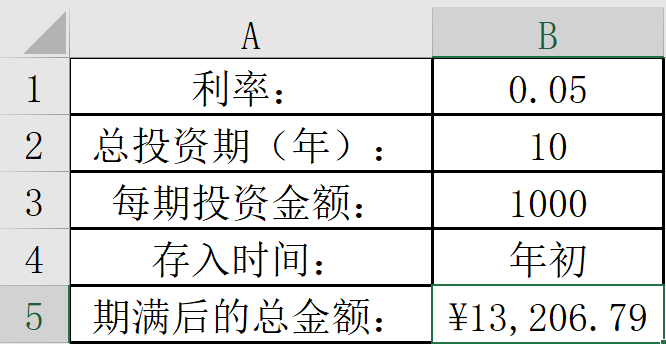 A B
1 利率： 0.05
2 总投资期（年）： 10
3 每期投资金额： 1000
4 存入时间： 年初
5 期满后的总金额： ¥13,206.79